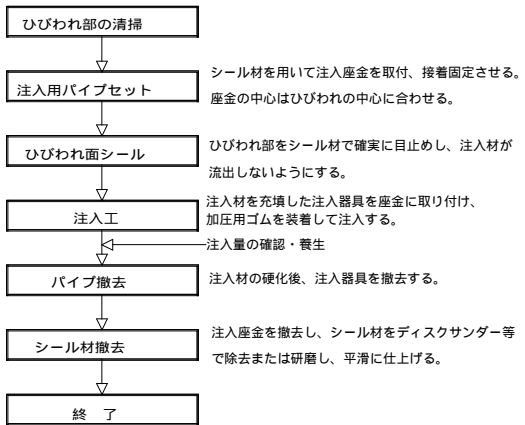 ひびわれ部の清掃
注入用パイプセット
シール材を用いて注入座金を取付、接着固定させる。
座金の中心はひびわれの中心に合わせる。
ひびわれ面シール
ひびわれ部をシール材で確実に目止めし、注入材が
流出しないようにする。
注入工
注入材を充填した注入器具を座金に取り付け、
加圧用ゴムを装着して注入する。
注入量の確認・養生
パイプ撤去
注入材の硬化後、注入器具を撤去する。
シール材撤去
注入座金を撤去し、シール材をディスクサンダー等
で除去または研磨し、平滑に仕上げる。
終 了